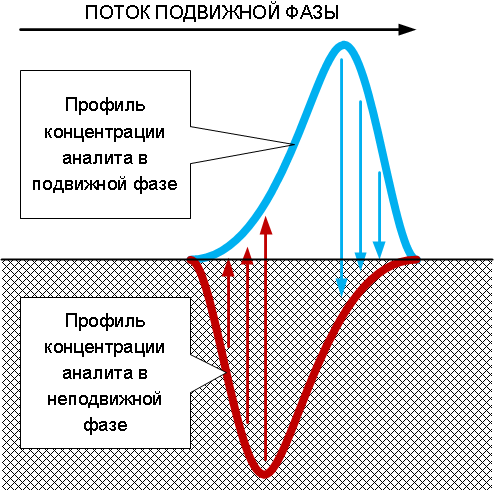 ПОТОК ПОДВИЖНОЙ ФАЗЫ
Профиль
концентрации
аналита в
подвижной фазе
Профиль
концентрации
аналита в
неподвижной
фазе